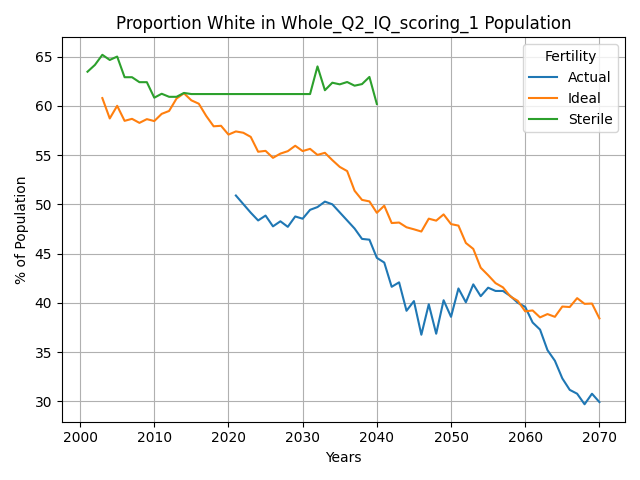 Proportion White in Whole_Q2_IQ_scoring_1 Population
Fertility
Actual
Ideal
Sterile
% of Population
65
60
55
50
45
40
35
30
2000 2010 2020 2030 2040 2050 2060 2070
Years